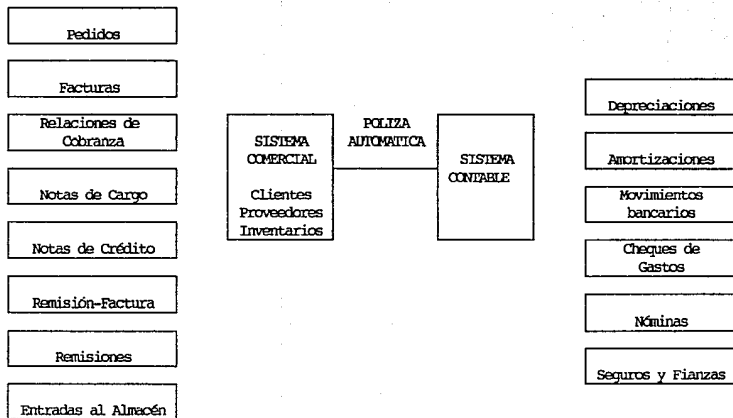 Pedidos
Facturas
Relaciones de
Cobranza
Notas de Cargo
Notas de Crédito
Remisión-Factura
Remisiones
Entradas al Almacén
SISTEMA
COMERCIAL
Clientes
Proveedores
Inventarios
POLIZA
AUTOMATICA
SISTEMA
CONTABLE
Depreciaciones
Amortizaciones
Movimientos
bancarios
Cheques de
Gastos
Nóminas
Seguros y Fianzas